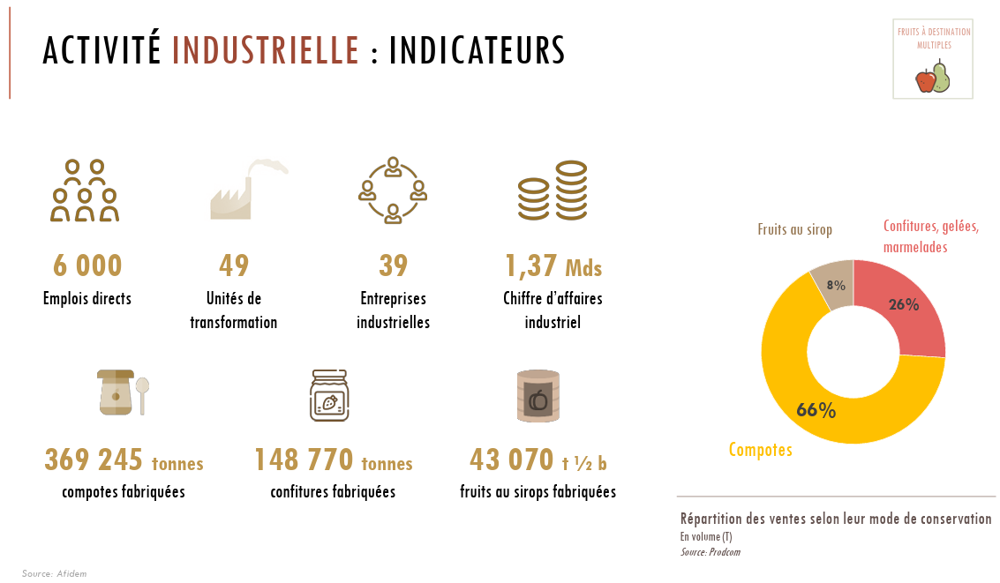 ACTIVITÉ INDUSTRIELLE : INDICATEURS
FRUITS À DESTINATION
MULTIPLES
6 000
Emplois directs
49
Unités de
transformation
39
Entreprises
industrielles
1,37 Mds
Chiffre d’affaires
industriel
369 245 tonnes
compotes fabriquées
148 770 tonnes
confitures fabriquées
43 070 t ½ b
fruits au sirops fabriquées
Fruits au sirop
Confitures, gelées,
marmelades
8%
26%
66%
Compotes
Répartition des ventes selon leur mode de conservation
En volume (T)
Source: Prodcom
Source: Afidem